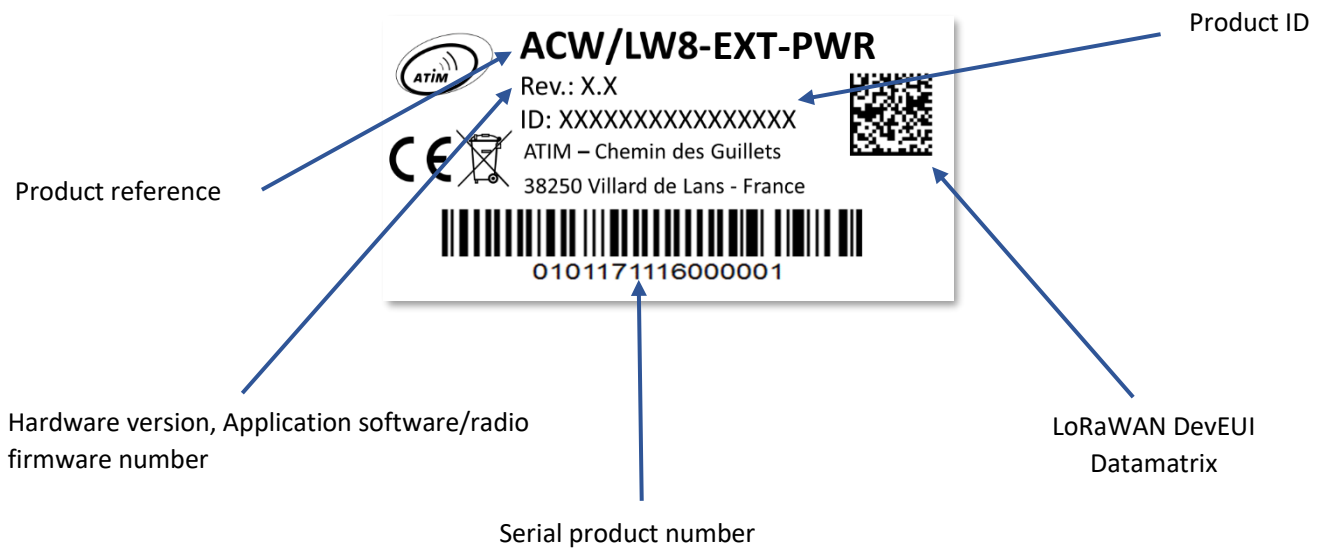 Product ID
ATIM
ACW/LW8-EXT-PWR
Rev.: X.X
ID: XXXXXXXXXXXXXXXX
CE
ATIM – Chemin des Guillets
38250 Villard de Lans - France
Product reference
0101171116000001
Hardware version, Application software/radio
firmware number
LoRaWAN DevEUI
Datamatrix
Serial product number